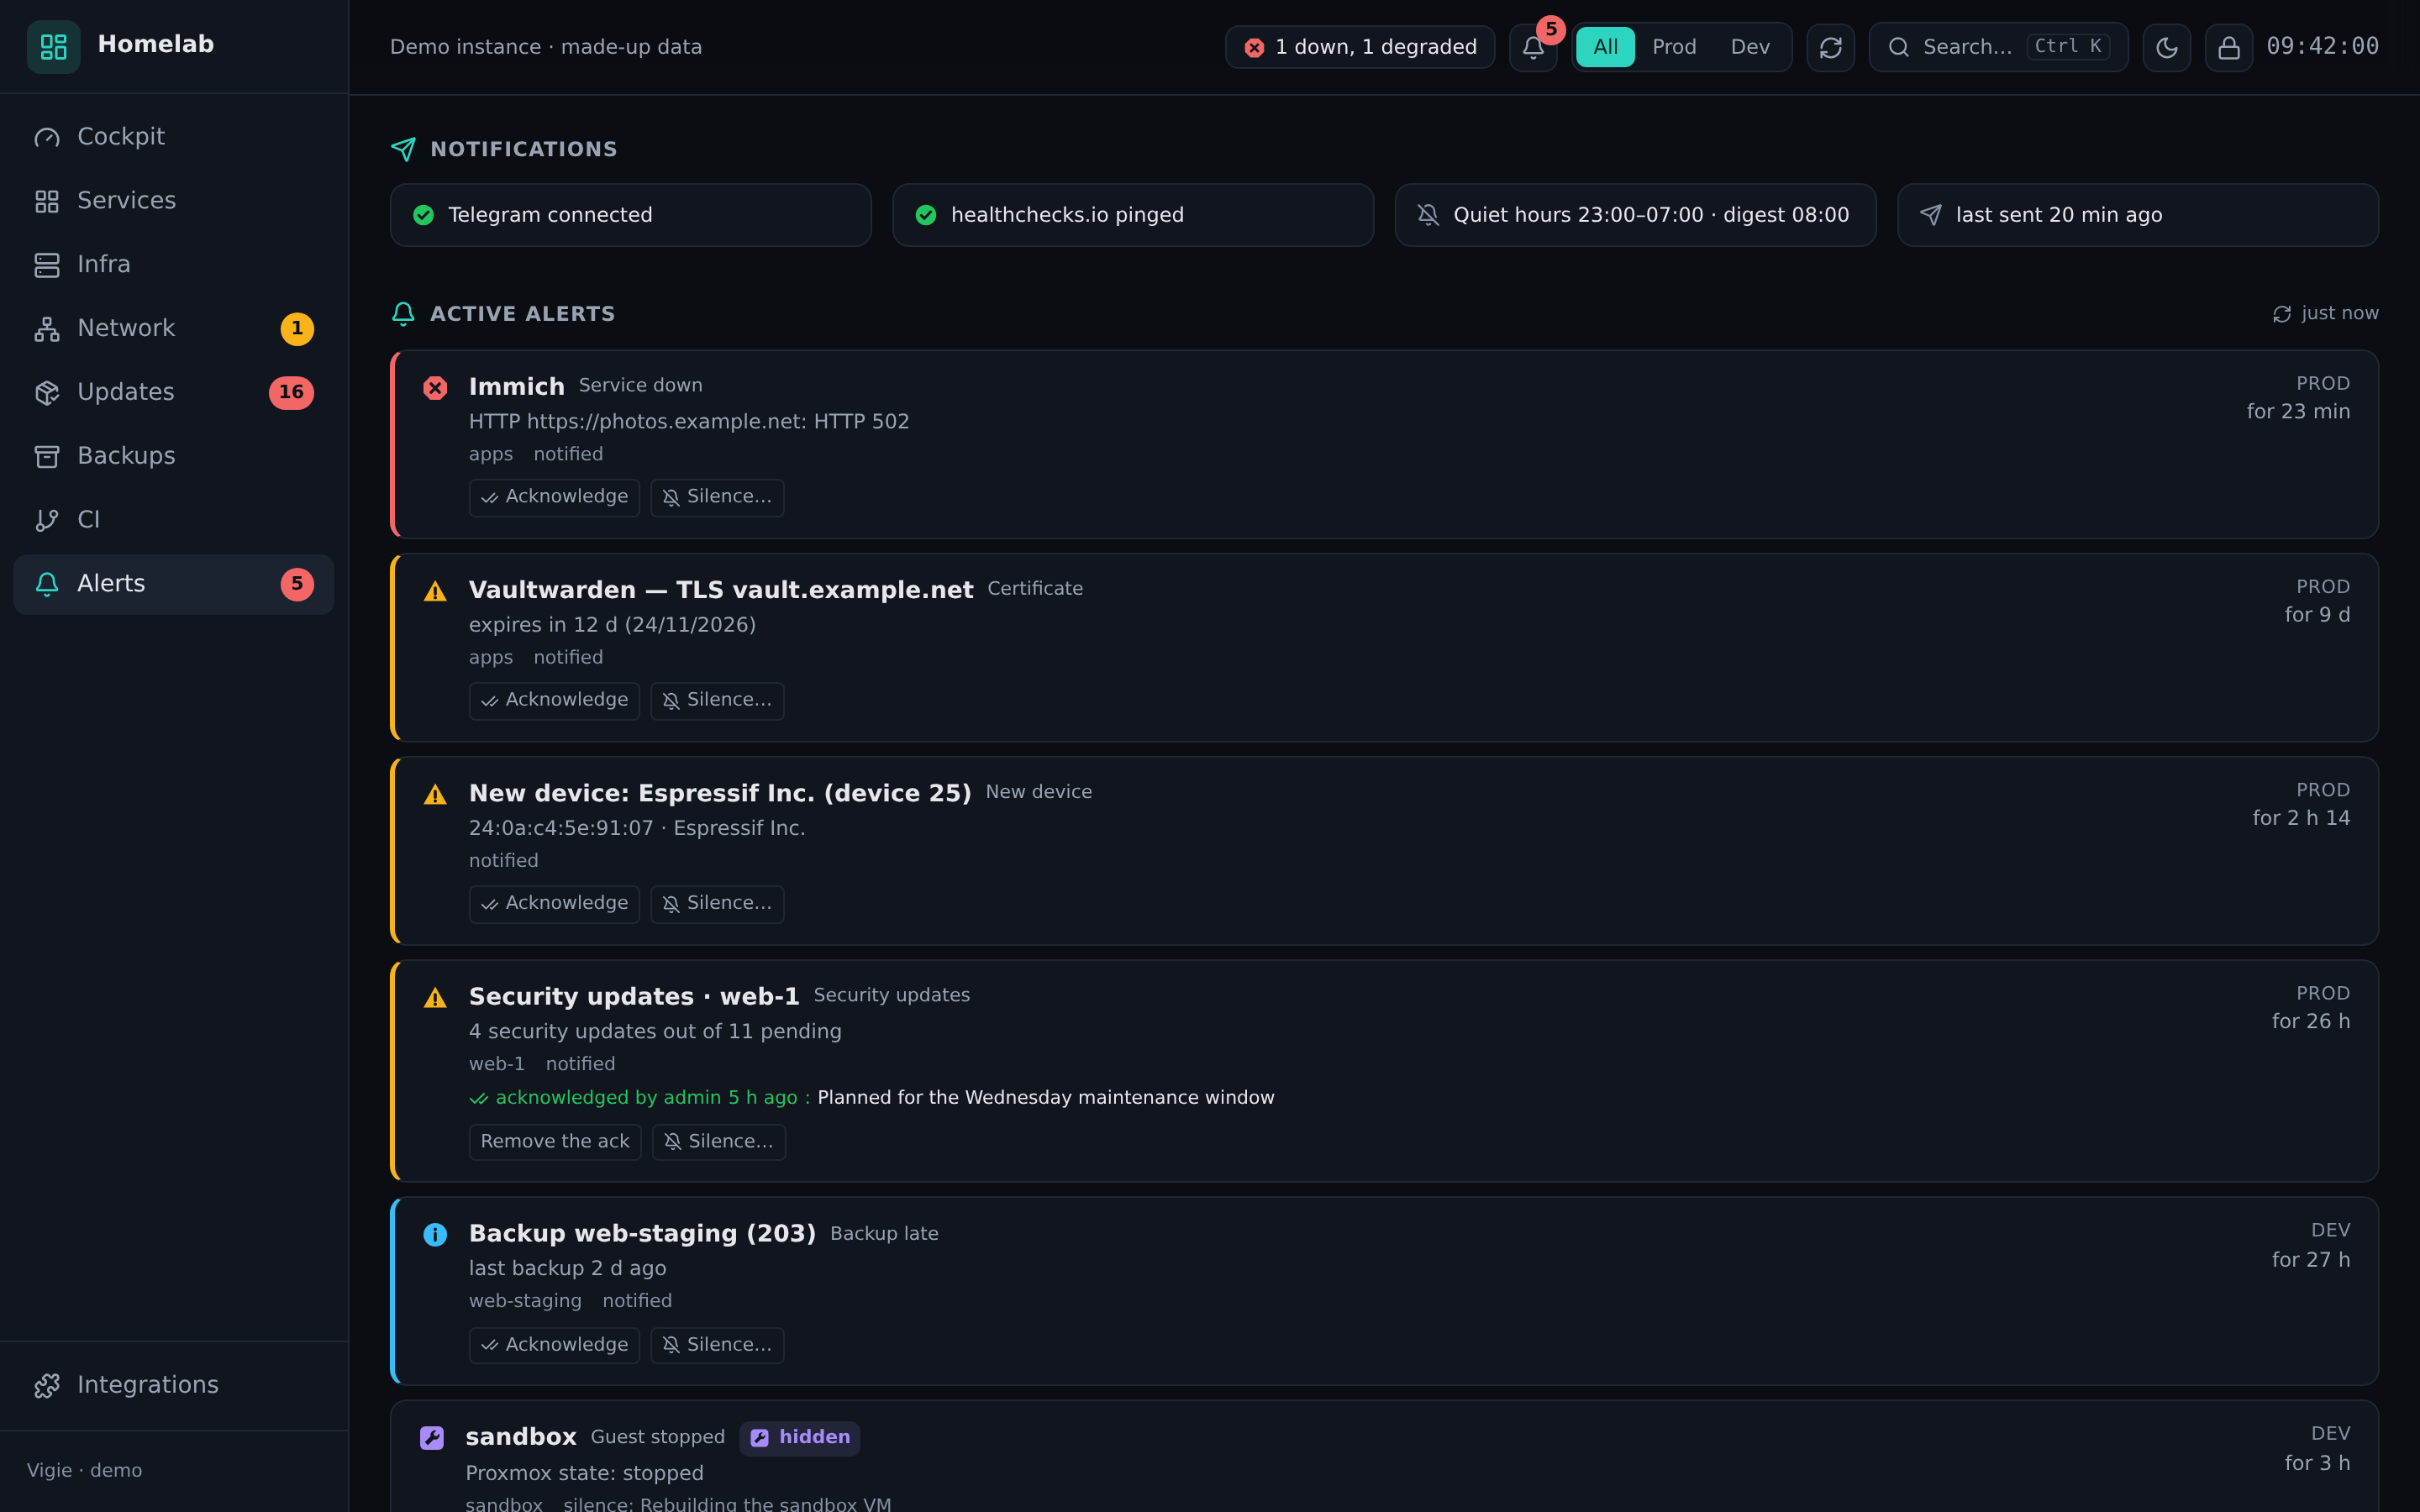 Homelab
Demo instance · made-up data
1 down, 1 degraded
5
All
Prod
Dev
Search...
Ctrl K
09:42:00
Cockpit
Services
Infra
Network
1
Updates
16
Backups
CI
Alerts
5
Integrations
Vigie · demo
NOTIFICATIONS
Telegram connected
healthchecks.io pinged
Quiet hours 23:00–07:00 · digest 08:00
last sent 20 min ago
ACTIVE ALERTS
just now
Immich Service down
PROD
HTTP https://photos.example.net: HTTP 502
for 23 min
apps notified
Acknowledge Silence…
Vaultwarden — TLS vault.example.net Certificate
PROD
expires in 12 d (24/11/2026)
for 9 d
apps notified
Acknowledge Silence…
New device: Espressif Inc. (device 25) New device
PROD
24:0a:c4:5e:91:07 · Espressif Inc.
for 2 h 14
notified
Acknowledge Silence…
Security updates · web-1 Security updates
PROD
4 security updates out of 11 pending
for 26 h
web-1 notified
acknowledged by admin 5 h ago : Planned for the Wednesday maintenance window
Remove the ack Silence…
Backup web-staging (203) Backup late
DEV
last backup 2 d ago
for 27 h
web-staging notified
Acknowledge Silence…
sandbox Guest stopped hidden
DEV
Proxmox state: stopped
for 3 h
sandbox silence: Rebuilding the sandbox VM